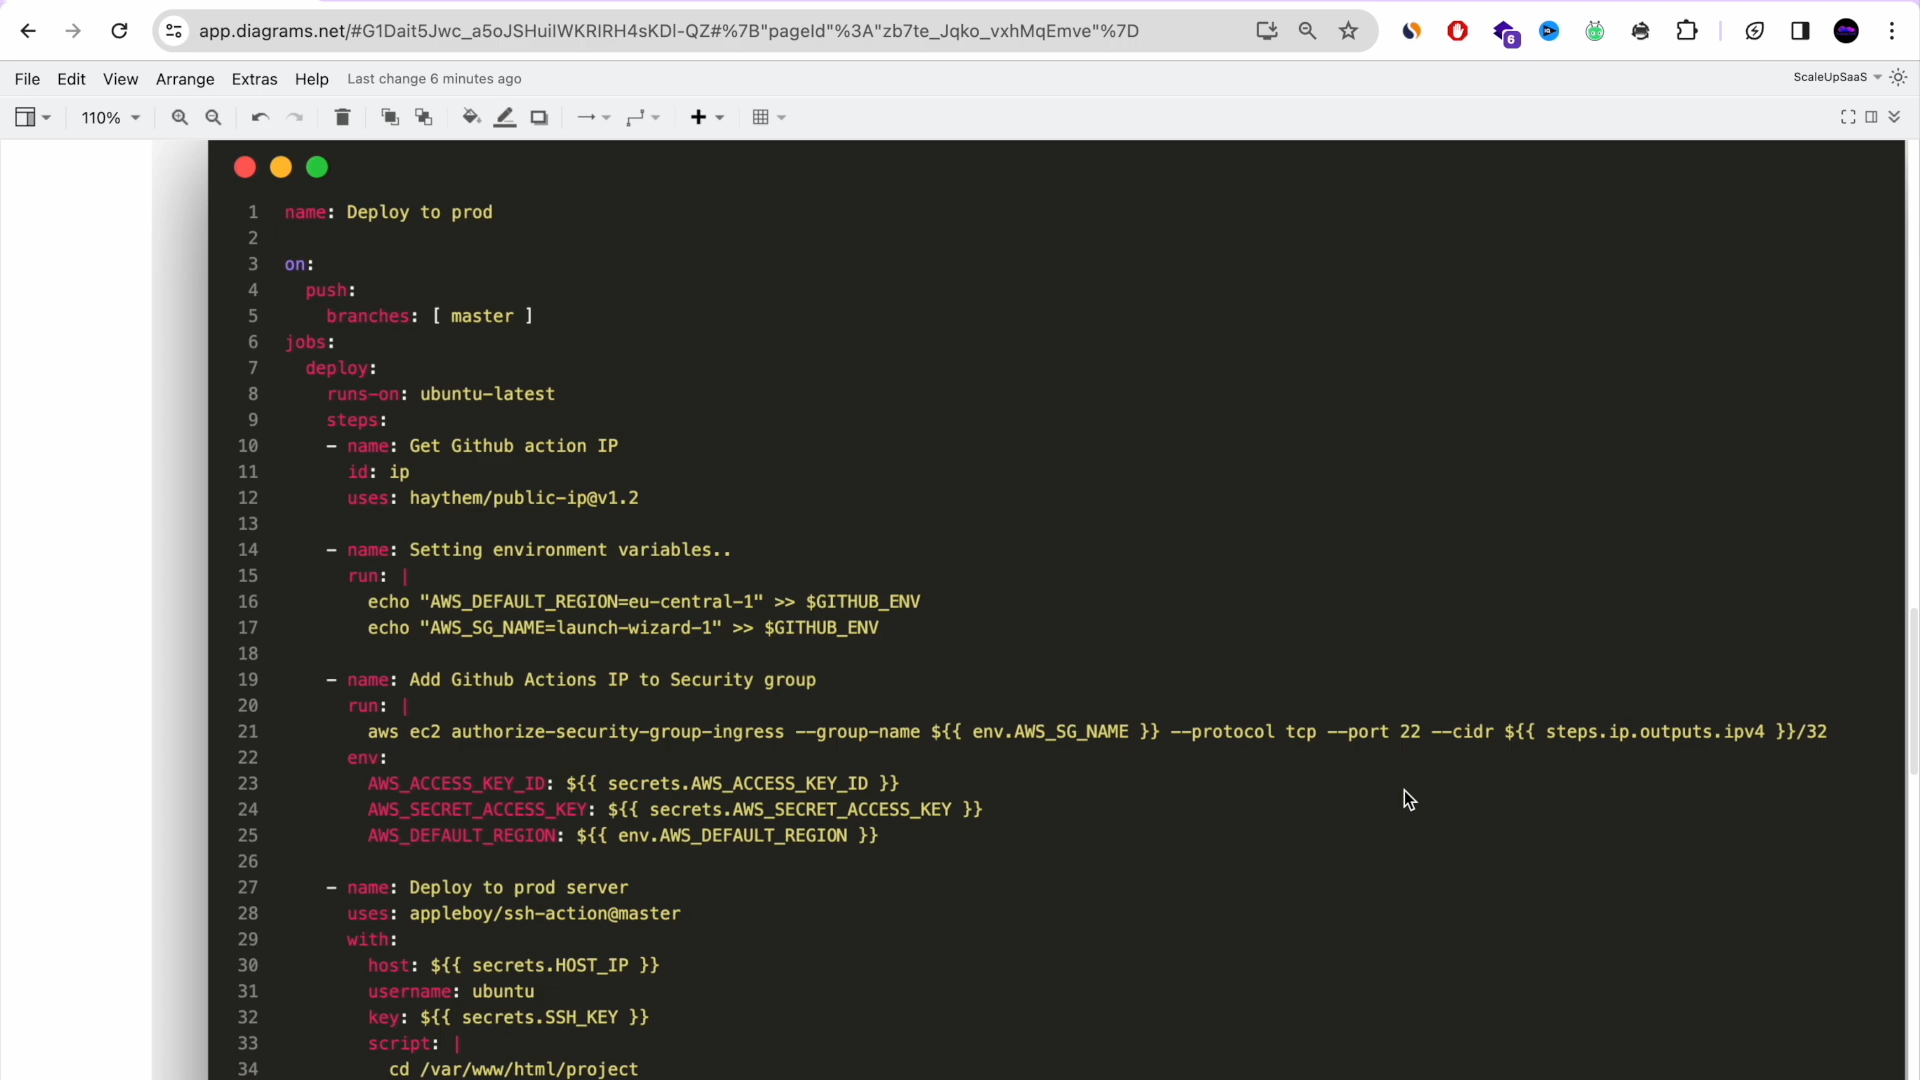 app.diagrams.net/#G1Dait5Jwc_a5oJSHuiIWKRIRH4sKDl-QZ#%7B"pageId"%3A"zb7te_Jqko_vxhMqEmve"%7D
6
File Edit View Arrange Extras Help Last change 6 minutes ago
ScaleUpSaaS
110%
1 name: Deploy to prod
2
3 on:
4 push:
5 branches: [ master ]
6 jobs:
7 deploy:
8 runs-on: ubuntu-latest
9 steps:
10 - name: Get Github action IP
11 id: ip
12 uses: haythem/public-ip@v1.2
13
14 - name: Setting environment variables..
15 run: |
16 echo "AWS_DEFAULT_REGION=eu-central-1" >> $GITHUB_ENV
17 echo "AWS_SG_NAME=launch-wizard-1" >> $GITHUB_ENV
18
19 - name: Add Github Actions IP to Security group
20 run: |
21 aws ec2 authorize-security-group-ingress --group-name ${{ env.AWS_SG_NAME }} --protocol tcp --port 22 --cidr ${{ steps.ip.outputs.ipv4 }}/32
22 env:
23 AWS_ACCESS_KEY_ID: ${{ secrets.AWS_ACCESS_KEY_ID }}
24 AWS_SECRET_ACCESS_KEY: ${{ secrets.AWS_SECRET_ACCESS_KEY }}
25 AWS_DEFAULT_REGION: ${{ env.AWS_DEFAULT_REGION }}
26
27 - name: Deploy to prod server
28 uses: appleboy/ssh-action@master
29 with:
30 host: ${{ secrets.HOST_IP }}
31 username: ubuntu
32 key: ${{ secrets.SSH_KEY }}
33 script: |
34 cd /var/www/html/project